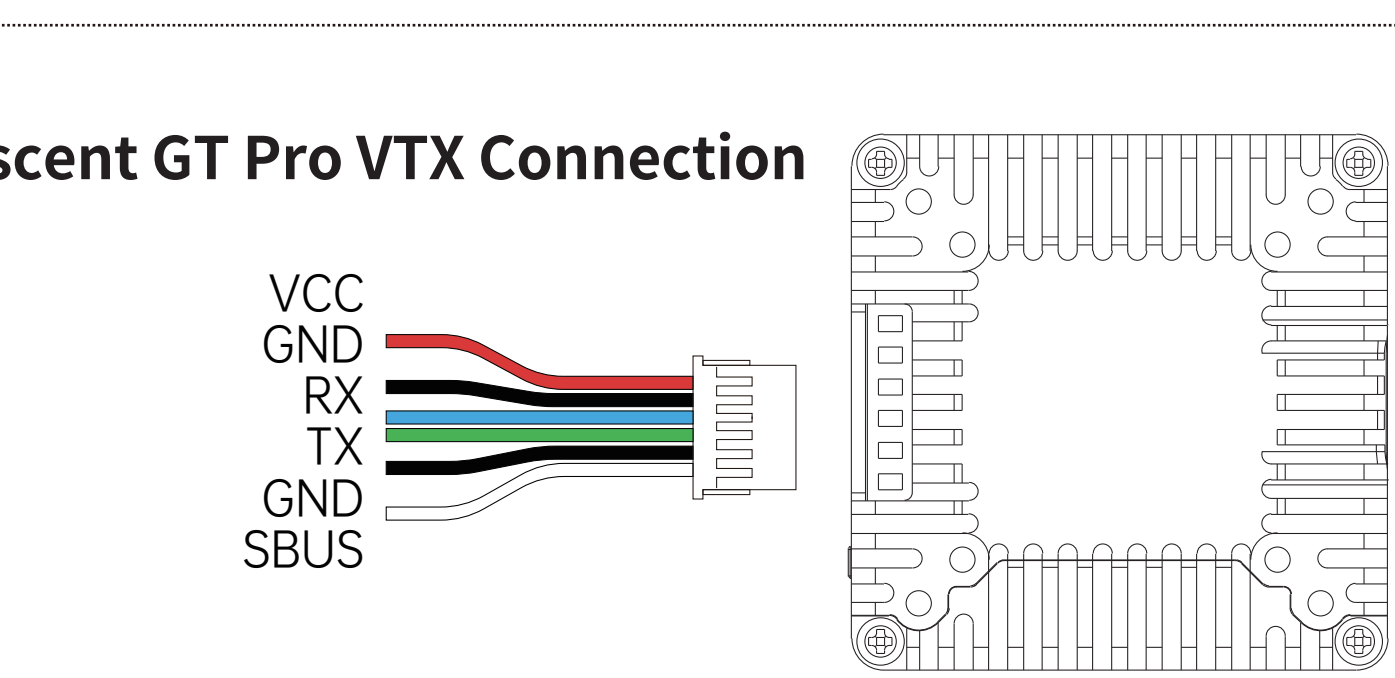 scent GT Pro VTX Connection
VCC
GND
RX
TX
GND
SBUS